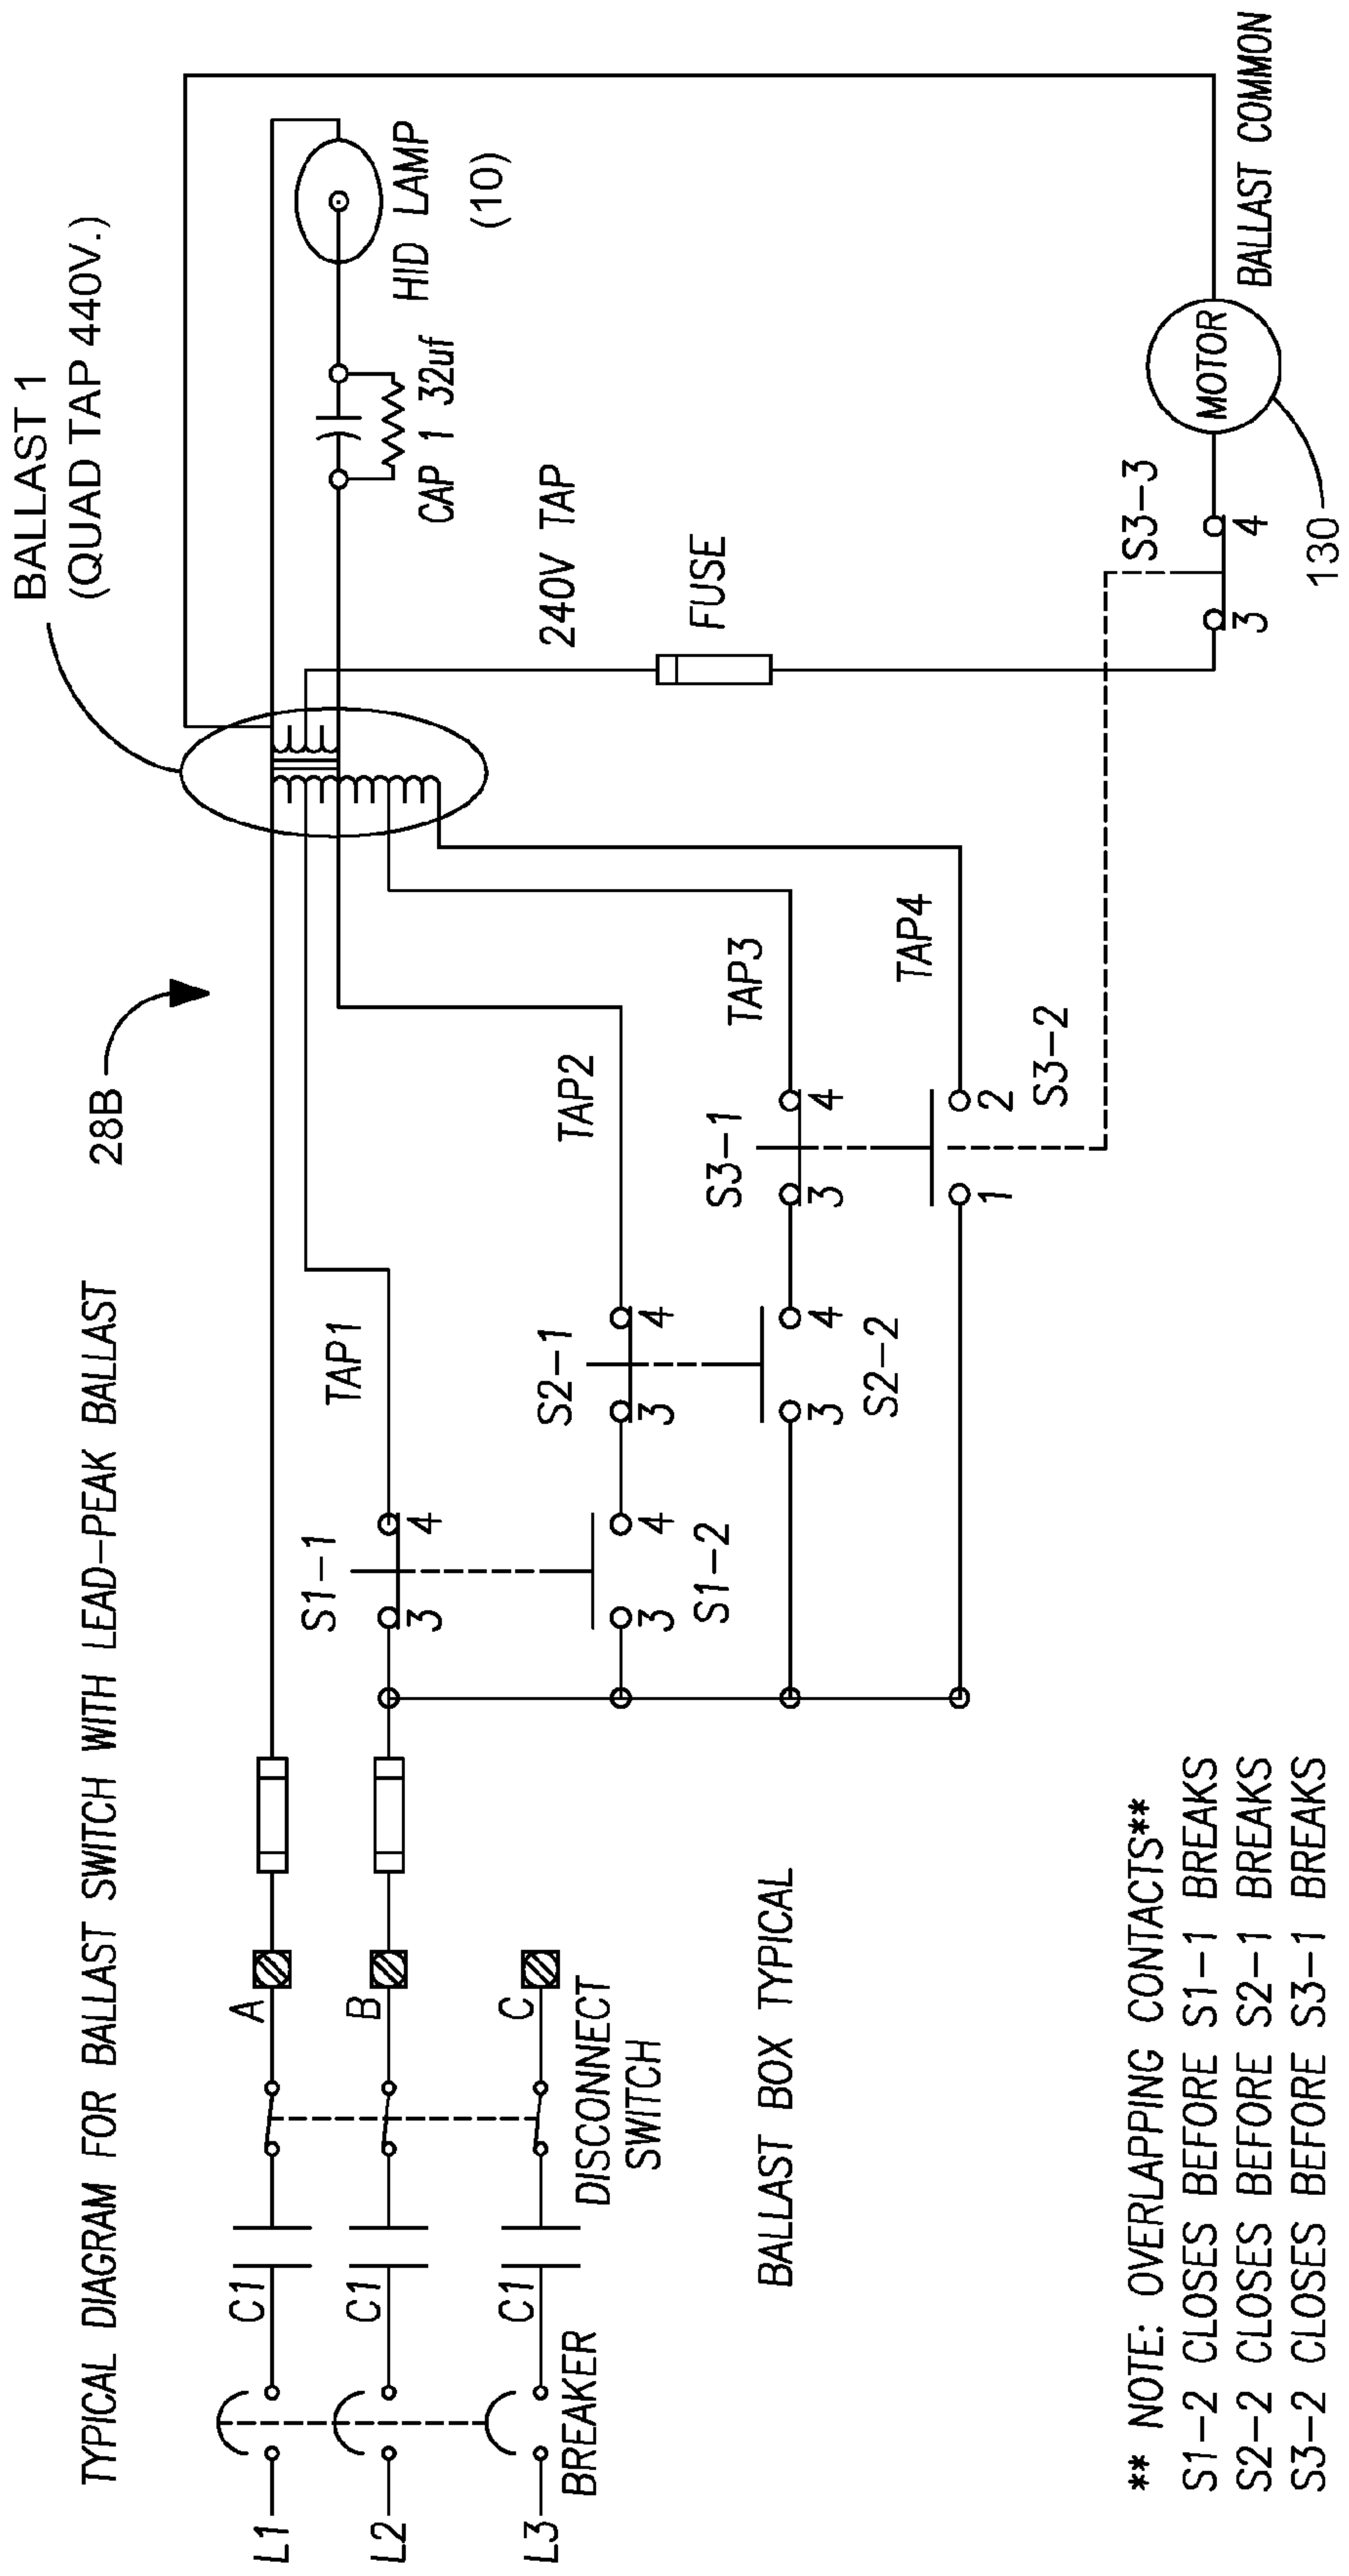 TYPICAL DIAGRAM FOR BALLAST SWITCH WITH LEAD-PEAK BALLAST
28B
BALLAST 1
(QUAD TAP 440V.)
L1
C1
A
L2
C1
B
L3
C1
C
BREAKER
DISCONNECT
SWITCH
S1-1
3
4
TAP1
S1-2
3
4
S2-1
3
4
TAP2
S2-2
3
4
S3-1
3
4
TAP3
TAP4
1
2
S3-2
HID LAMP
(10)
CAP 1 32uf
240V TAP
FUSE
S3-3
3
4
MOTOR
130
BALLAST COMMON
BALLAST BOX TYPICAL
** NOTE: OVERLAPPING CONTACTS**
S1-2 CLOSES BEFORE S1-1 BREAKS
S2-2 CLOSES BEFORE S2-1 BREAKS
S3-2 CLOSES BEFORE S3-1 BREAKS